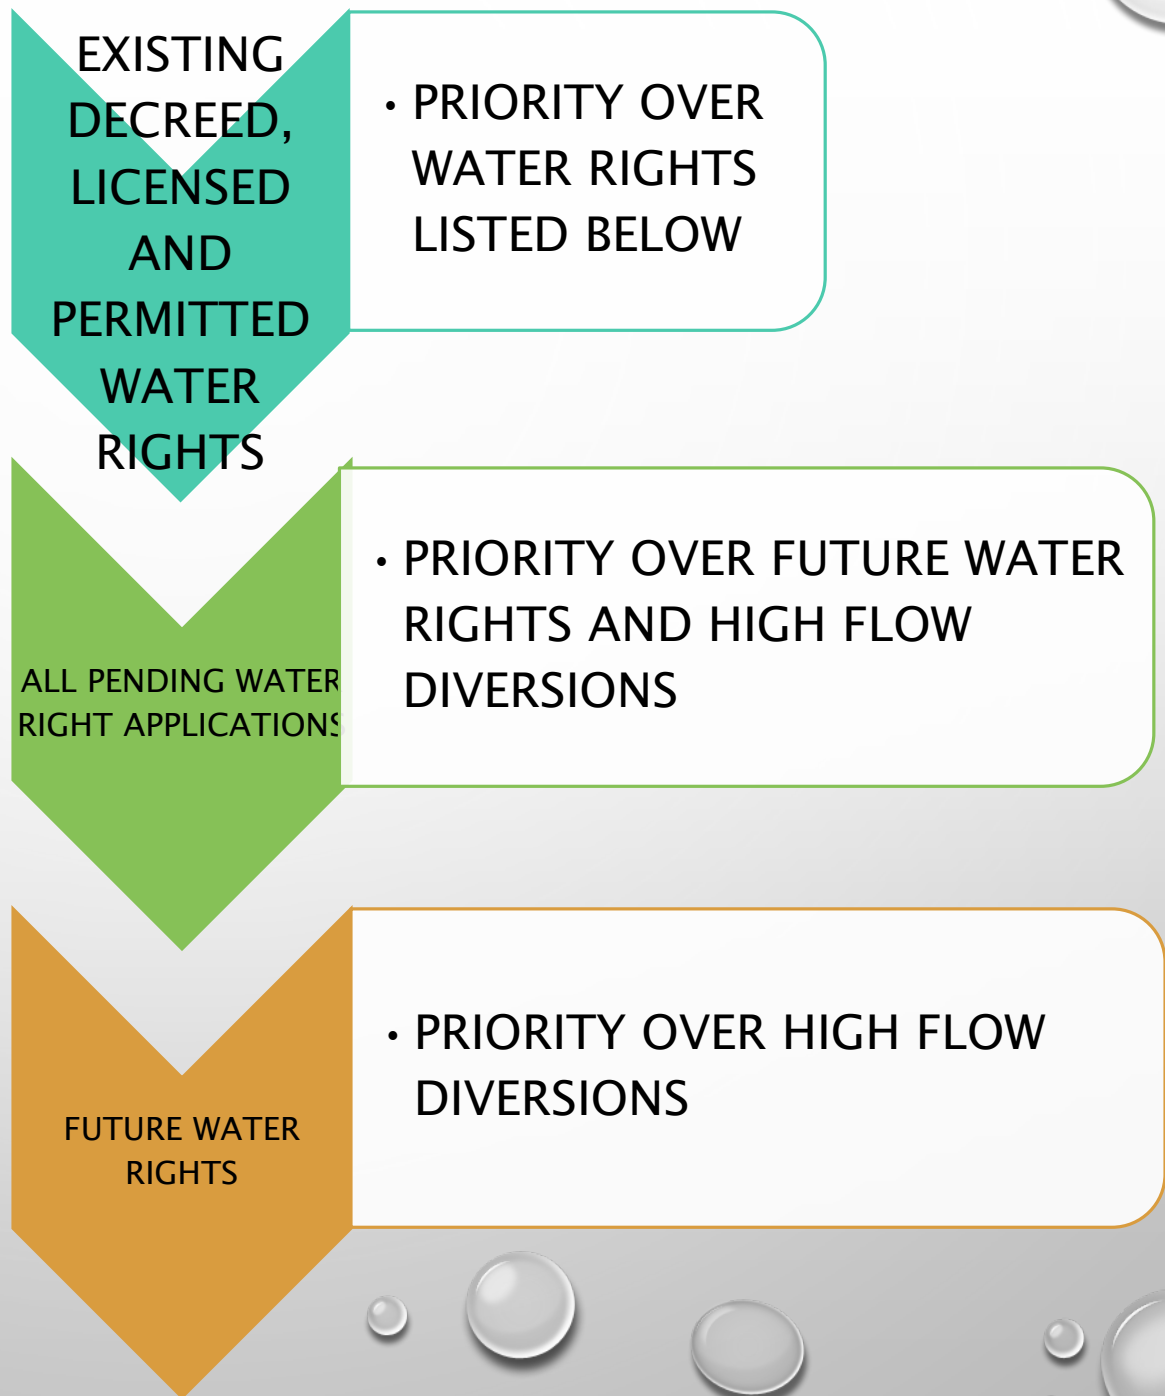 EXISTING
DECREED,
LICENSED
AND
PERMITTED
WATER
RIGHTS
• PRIORITY OVER
WATER RIGHTS
LISTED BELOW
ALL PENDING WATER
RIGHT APPLICATIONS
• PRIORITY OVER FUTURE WATER
RIGHTS AND HIGH FLOW
DIVERSIONS
FUTURE WATER
RIGHTS
• PRIORITY OVER HIGH FLOW
DIVERSIONS